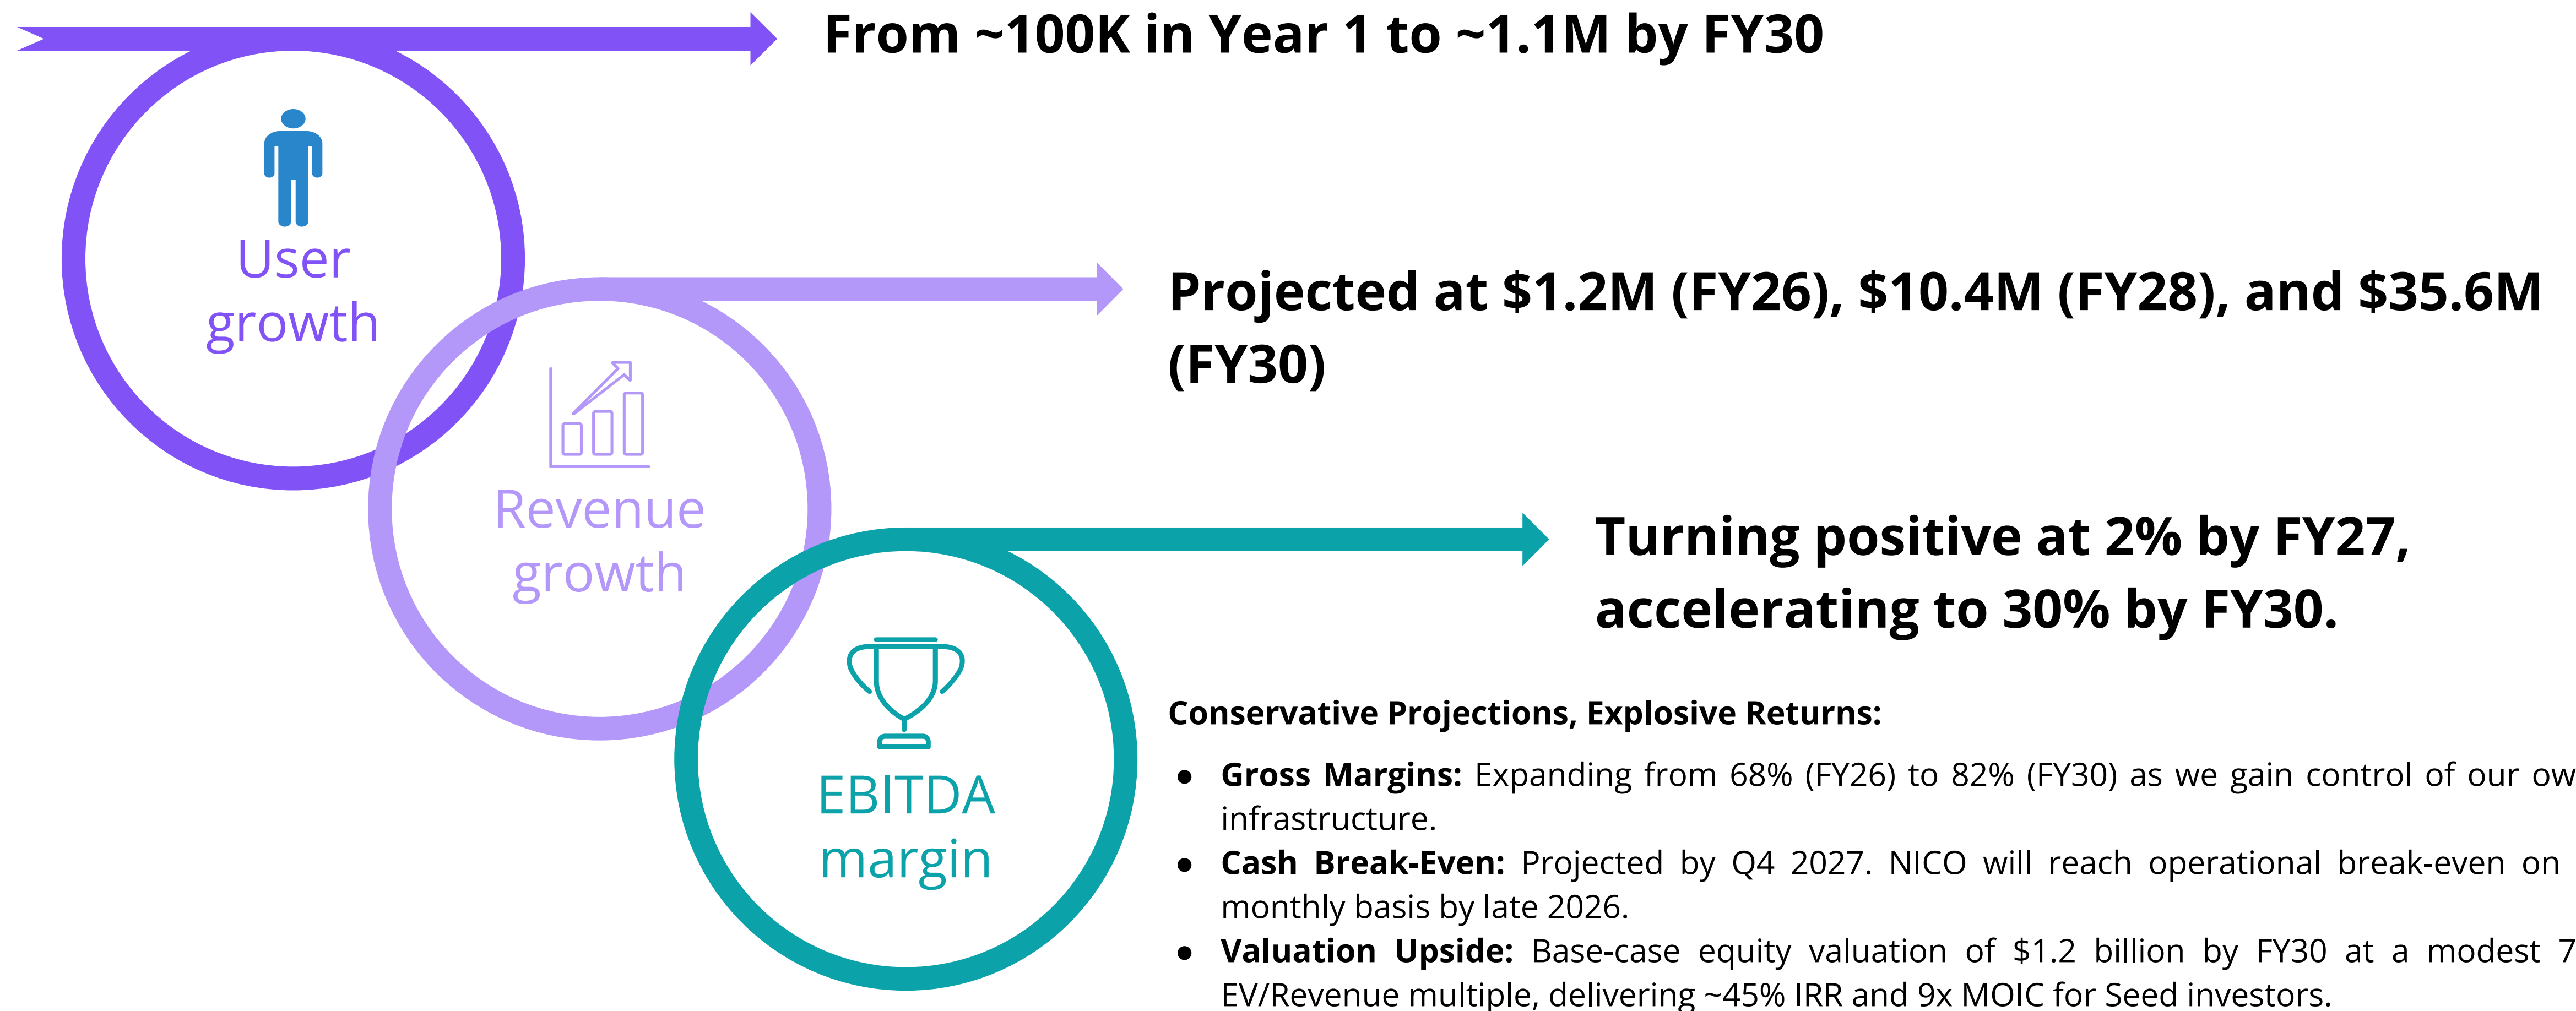 From ~100K in Year 1 to ~1.1M by FY30
User
growth
Projected at $1.2M (FY26), $10.4M (FY28), and $35.6M
(FY30)
Revenue
growth
Turning positive at 2% by FY27,
accelerating to 30% by FY30.
EBITDA
margin
Conservative Projections, Explosive Returns:
● Gross Margins: Expanding from 68% (FY26) to 82% (FY30) as we gain control of our ow
infrastructure.
● Cash Break-Even: Projected by Q4 2027. NICO will reach operational break-even on
monthly basis by late 2026.
● Valuation Upside: Base-case equity valuation of $1.2 billion by FY30 at a modest 7
EV/Revenue multiple, delivering ~45% IRR and 9x MOIC for Seed investors.